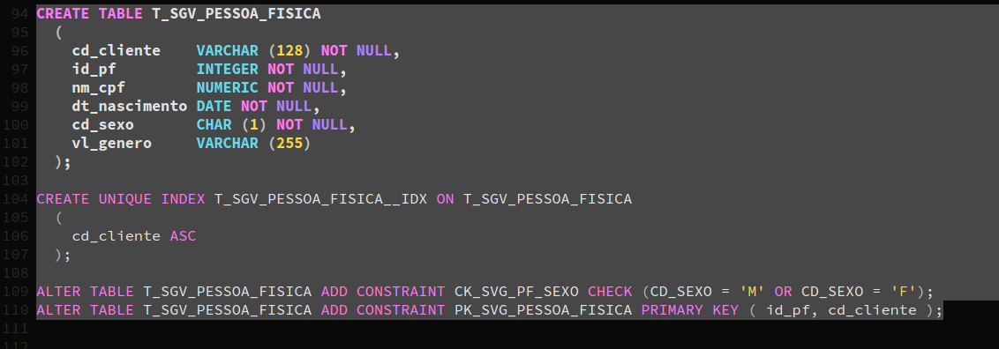 94 CREATE TABLE T_SGV_PESSOA_FISICA
95 (
96 cd_cliente VARCHAR (128) NOT NULL,
97 id_pf INTEGER NOT NULL,
98 nm_cpf NUMERIC NOT NULL,
99 dt_nascimento DATE NOT NULL,
100 cd_sexo CHAR (1) NOT NULL,
101 vl_genero VARCHAR (255)
102 );
103
104 CREATE UNIQUE INDEX T_SGV_PESSOA_FISICA__IDX ON T_SGV_PESSOA_FISICA
105 (
106 cd_cliente ASC
107 );
108
109 ALTER TABLE T_SGV_PESSOA_FISICA ADD CONSTRAINT CK_SVG_PF_SEXO CHECK (CD_SEXO = 'M' OR CD_SEXO = 'F');
110 ALTER TABLE T_SGV_PESSOA_FISICA ADD CONSTRAINT PK_SVG_PESSOA_FISICA PRIMARY KEY ( id_pf, cd_cliente );
111
112